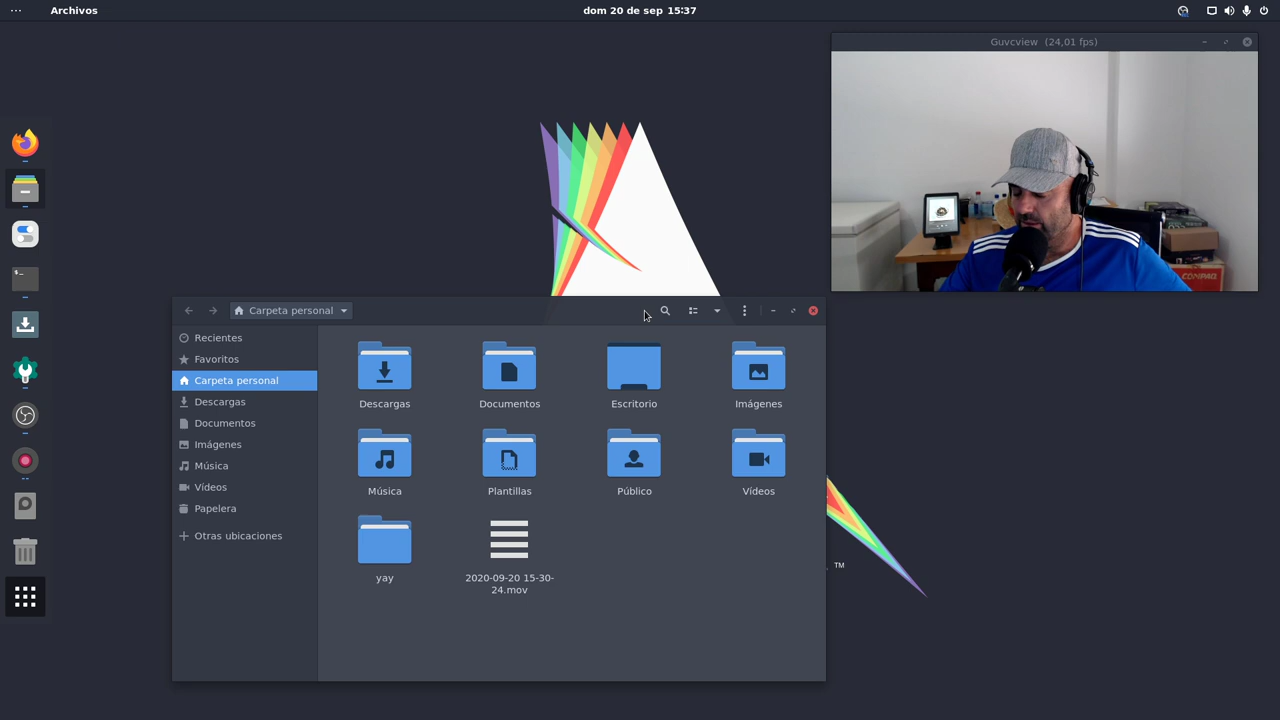 Archivos
dom 20 de sep 15:37
Guvcview (24,01 fps)
COMPAQ
Carpeta personal
Recientes
Favoritos
Carpeta personal
Descargas
Documentos
Imágenes
Música
Vídeos
Papelera
Otras ubicaciones
Descargas
Documentos
Escritorio
Imágenes
Música
Plantillas
Público
Vídeos
yay
2020-09-20 15-30-
24.mov
TM